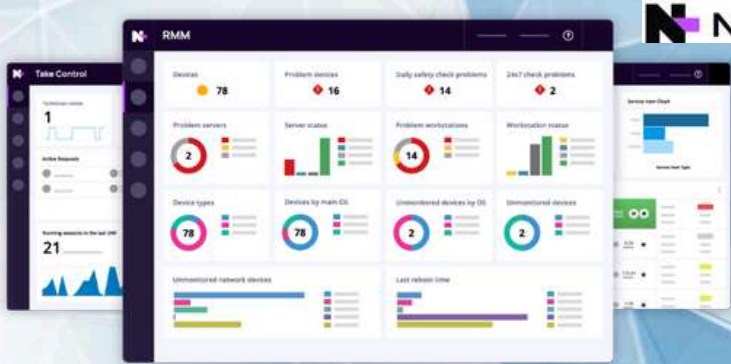 N
RMM
N
Take Control
Technician online
1
Active Requests
Running sessions in the last 24H
21
Devices
78
Problem devices
16
Daily safety check problems
14
24x7 check problems
2
Problem servers
2
Server status
Problem workstations
14
Workstation status
Device types
78
Devices by main OS
78
Unmonitored devices by OS
2
Unmonitored devices
2
Unmonitored network devices
Last reboot time
Service Item Chart
Service Item Type